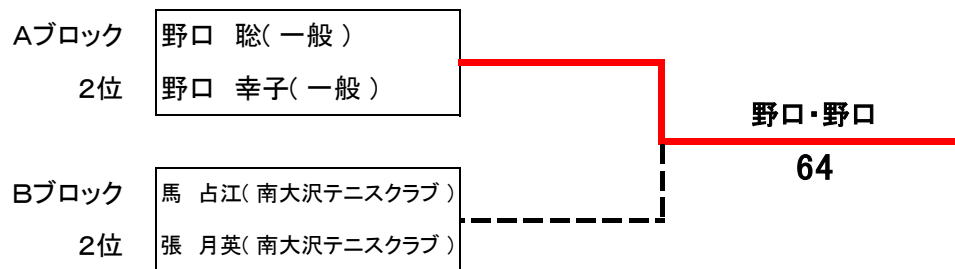 Aブロック 野口 聡( 一般 )
2位 野口 幸子( 一般 )
野口・野口
64
Bブロック 馬 占江( 南大沢テニスクラブ )
2位 張 月英( 南大沢テニスクラブ )